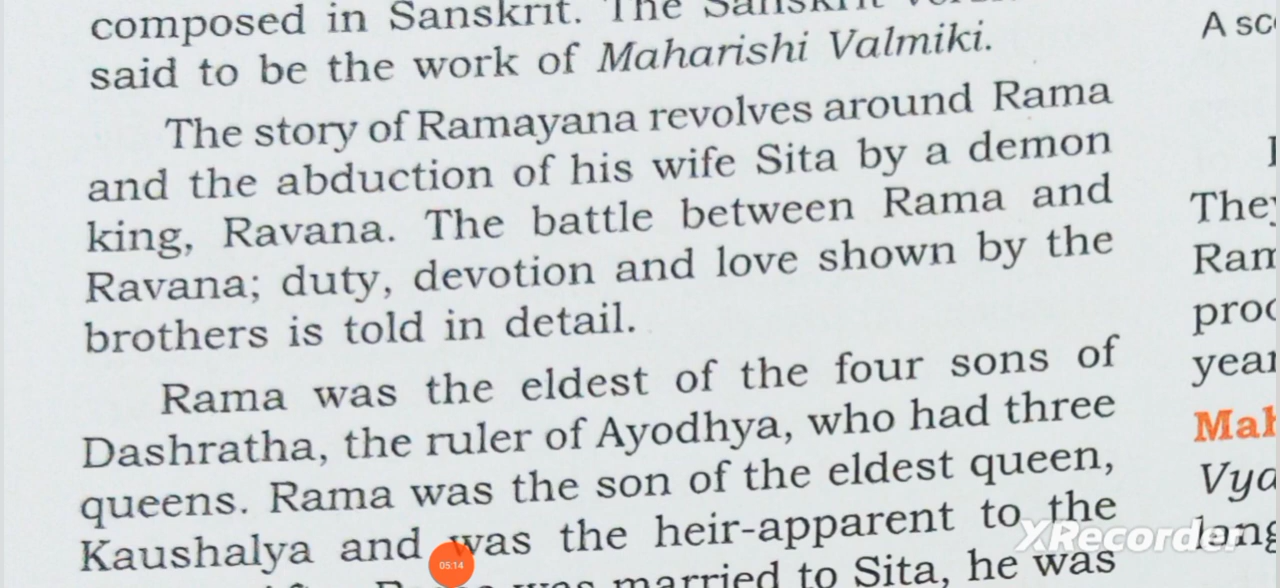 composed in Sanskrit. The Sanskrit
said to be the work of Maharishi Valmiki.
The story of Ramayana revolves around Rama
and the abduction of his wife Sita by a demon
king, Ravana. The battle between Rama and
Ravana; duty, devotion and love shown by the
brothers is told in detail.
Rama was the eldest of the four sons of
Dashratha, the ruler of Ayodhya, who had three
queens. Rama was the son of the eldest queen,
Kaushalya and was the heir-apparent to the
was married to Sita, he was
A sc
They
Ram
proc
year
Mah
Vya
lang
XRecorder
05:14